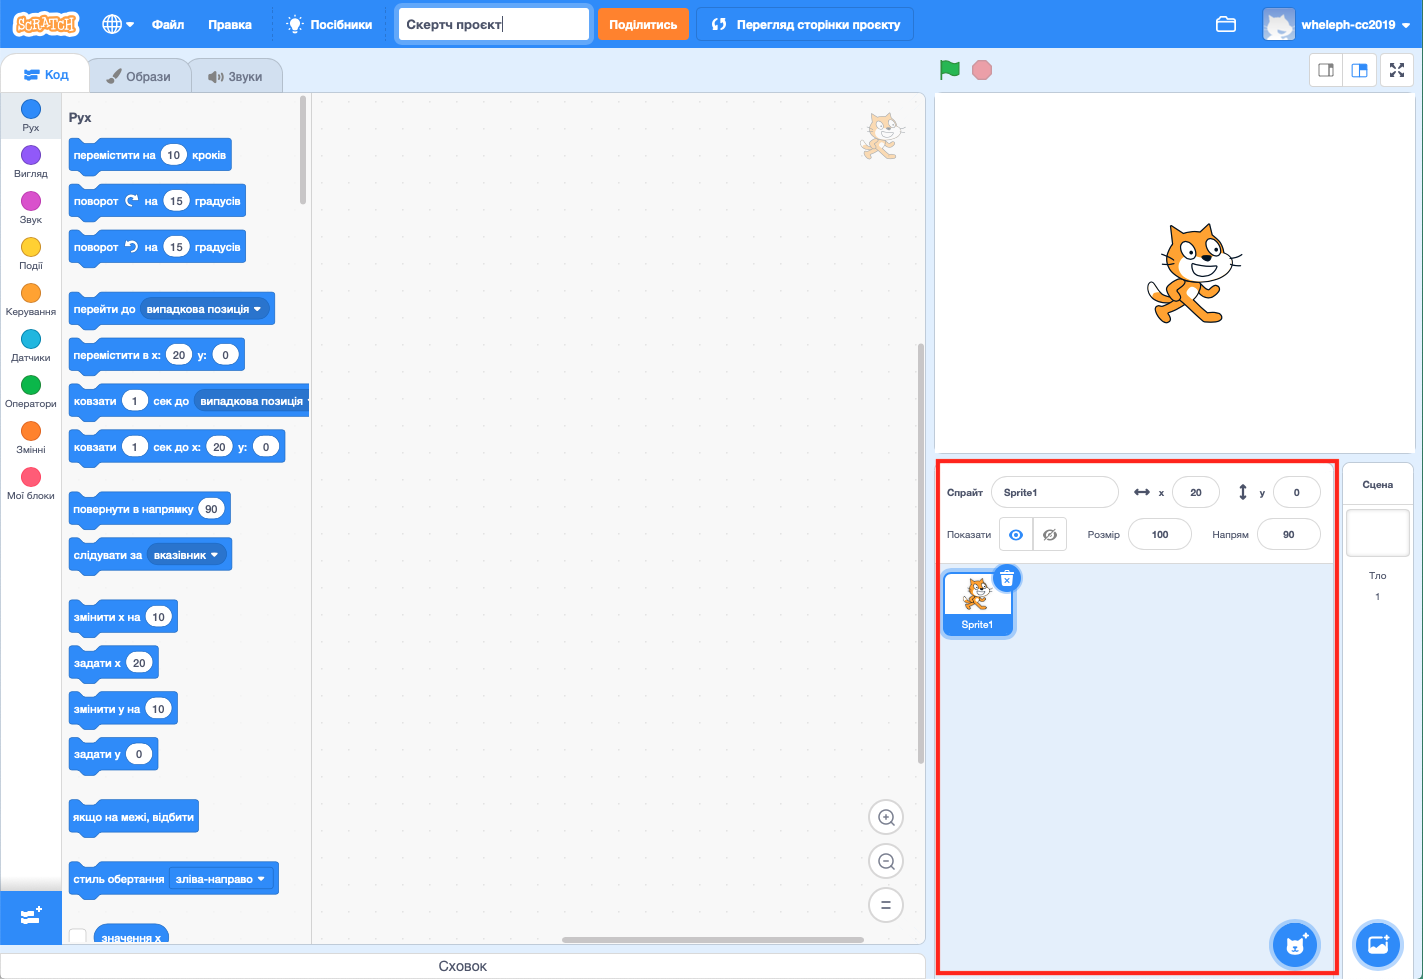 SCRATCH
Файл
Правка
Посібники
Скертч проєкт
Поділитись
Перегляд сторінки проєкту
wheleph-cc2019
Код
Образи
Звуки
Рух
Вигляд
Звук
Події
Керування
Датчики
Оператори
Змінні
Мої блоки
Рух
перемістити на 10 кроків
поворот на 15 градусів
поворот на 15 градусів
перейти до випадкова позиція
перемістити в x: 20 y: 0
ковзати 1 сек до випадкова позиція
ковзати 1 сек до x: 20 y: 0
повернути в напрямку 90
слідувати за вказівник
змінити x на 10
задати x 20
змінити y на 10
задати y 0
якщо на межі, відбити
стиль обертання зліва-направо
значення x
Сховок
Спрайт Sprite1 x 20 y 0
Показати Розмір 100 Напрям 90
Sprite1
Сцена
Тло
1